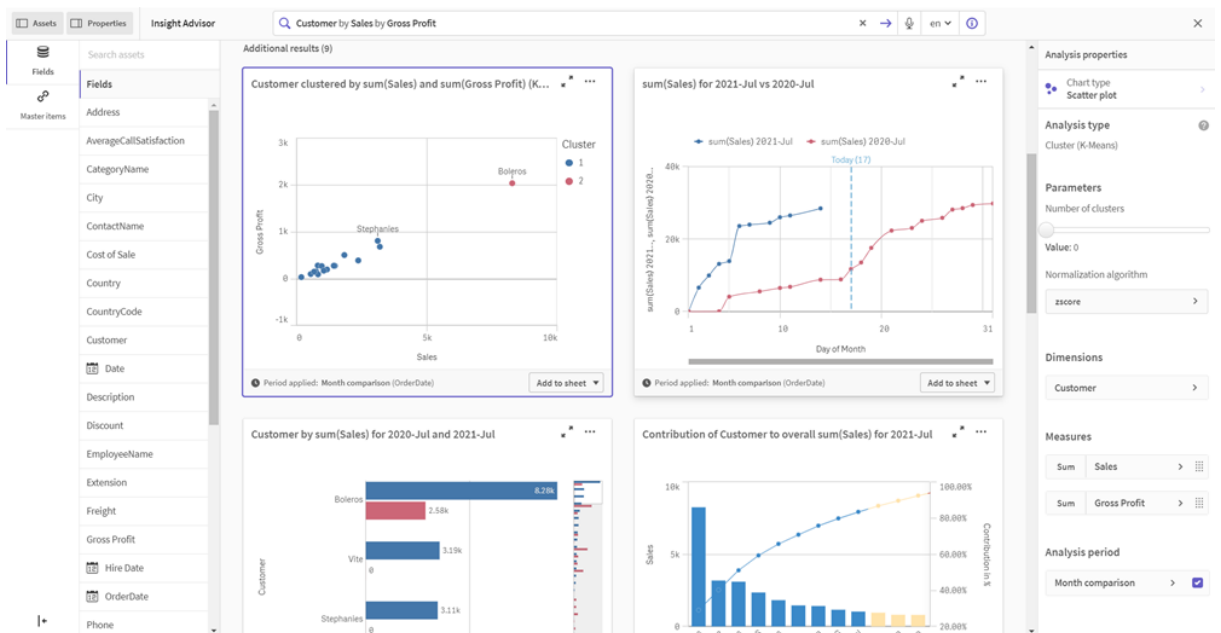 Assets
Properties
Insight Advisor
Customer by Sales by Gross Profit
en
Fields
Master items
Search assets
Fields
Address
AverageCallSatisfaction
CategoryName
City
ContactName
Cost of Sale
Country
CountryCode
Customer
Date
Description
Discount
EmployeeName
Extension
Freight
Gross Profit
Hire Date
OrderDate
Phone
Additional results (9)
Customer clustered by sum(Sales) and sum(Gross Profit) (K...
3k
2k
1k
0
-1k
Gross Profit
Boleros
Stephanies
0
5k
10k
Sales
Cluster
1
2
Period applied: Month comparison (OrderDate)
Add to sheet
sum(Sales) for 2021-Jul vs 2020-Jul
sum(Sales) 2021-Jul
sum(Sales) 2020-Jul
Today (17)
40k
20k
0
sum(Sales) 2021..., sum(Sales) 2020...
1
10
20
31
Day of Month
Period applied: Month comparison (OrderDate)
Add to sheet
Customer by sum(Sales) for 2020-Jul and 2021-Jul
Customer
Boleros
8.28k
2.58k
Vite
3.19k
0
Stephanies
3.11k
0
Contribution of Customer to overall sum(Sales) for 2021-Jul
10k
5k
0
Sales
100.00%
80.00%
60.00%
40.00%
20.00%
Contribution in %
Analysis properties
Chart type
Scatter plot
Analysis type
Cluster (K-Means)
Parameters
Number of clusters
Value: 0
Normalization algorithm
zscore
Dimensions
Customer
Measures
Sum
Sales
Sum
Gross Profit
Analysis period
Month comparison